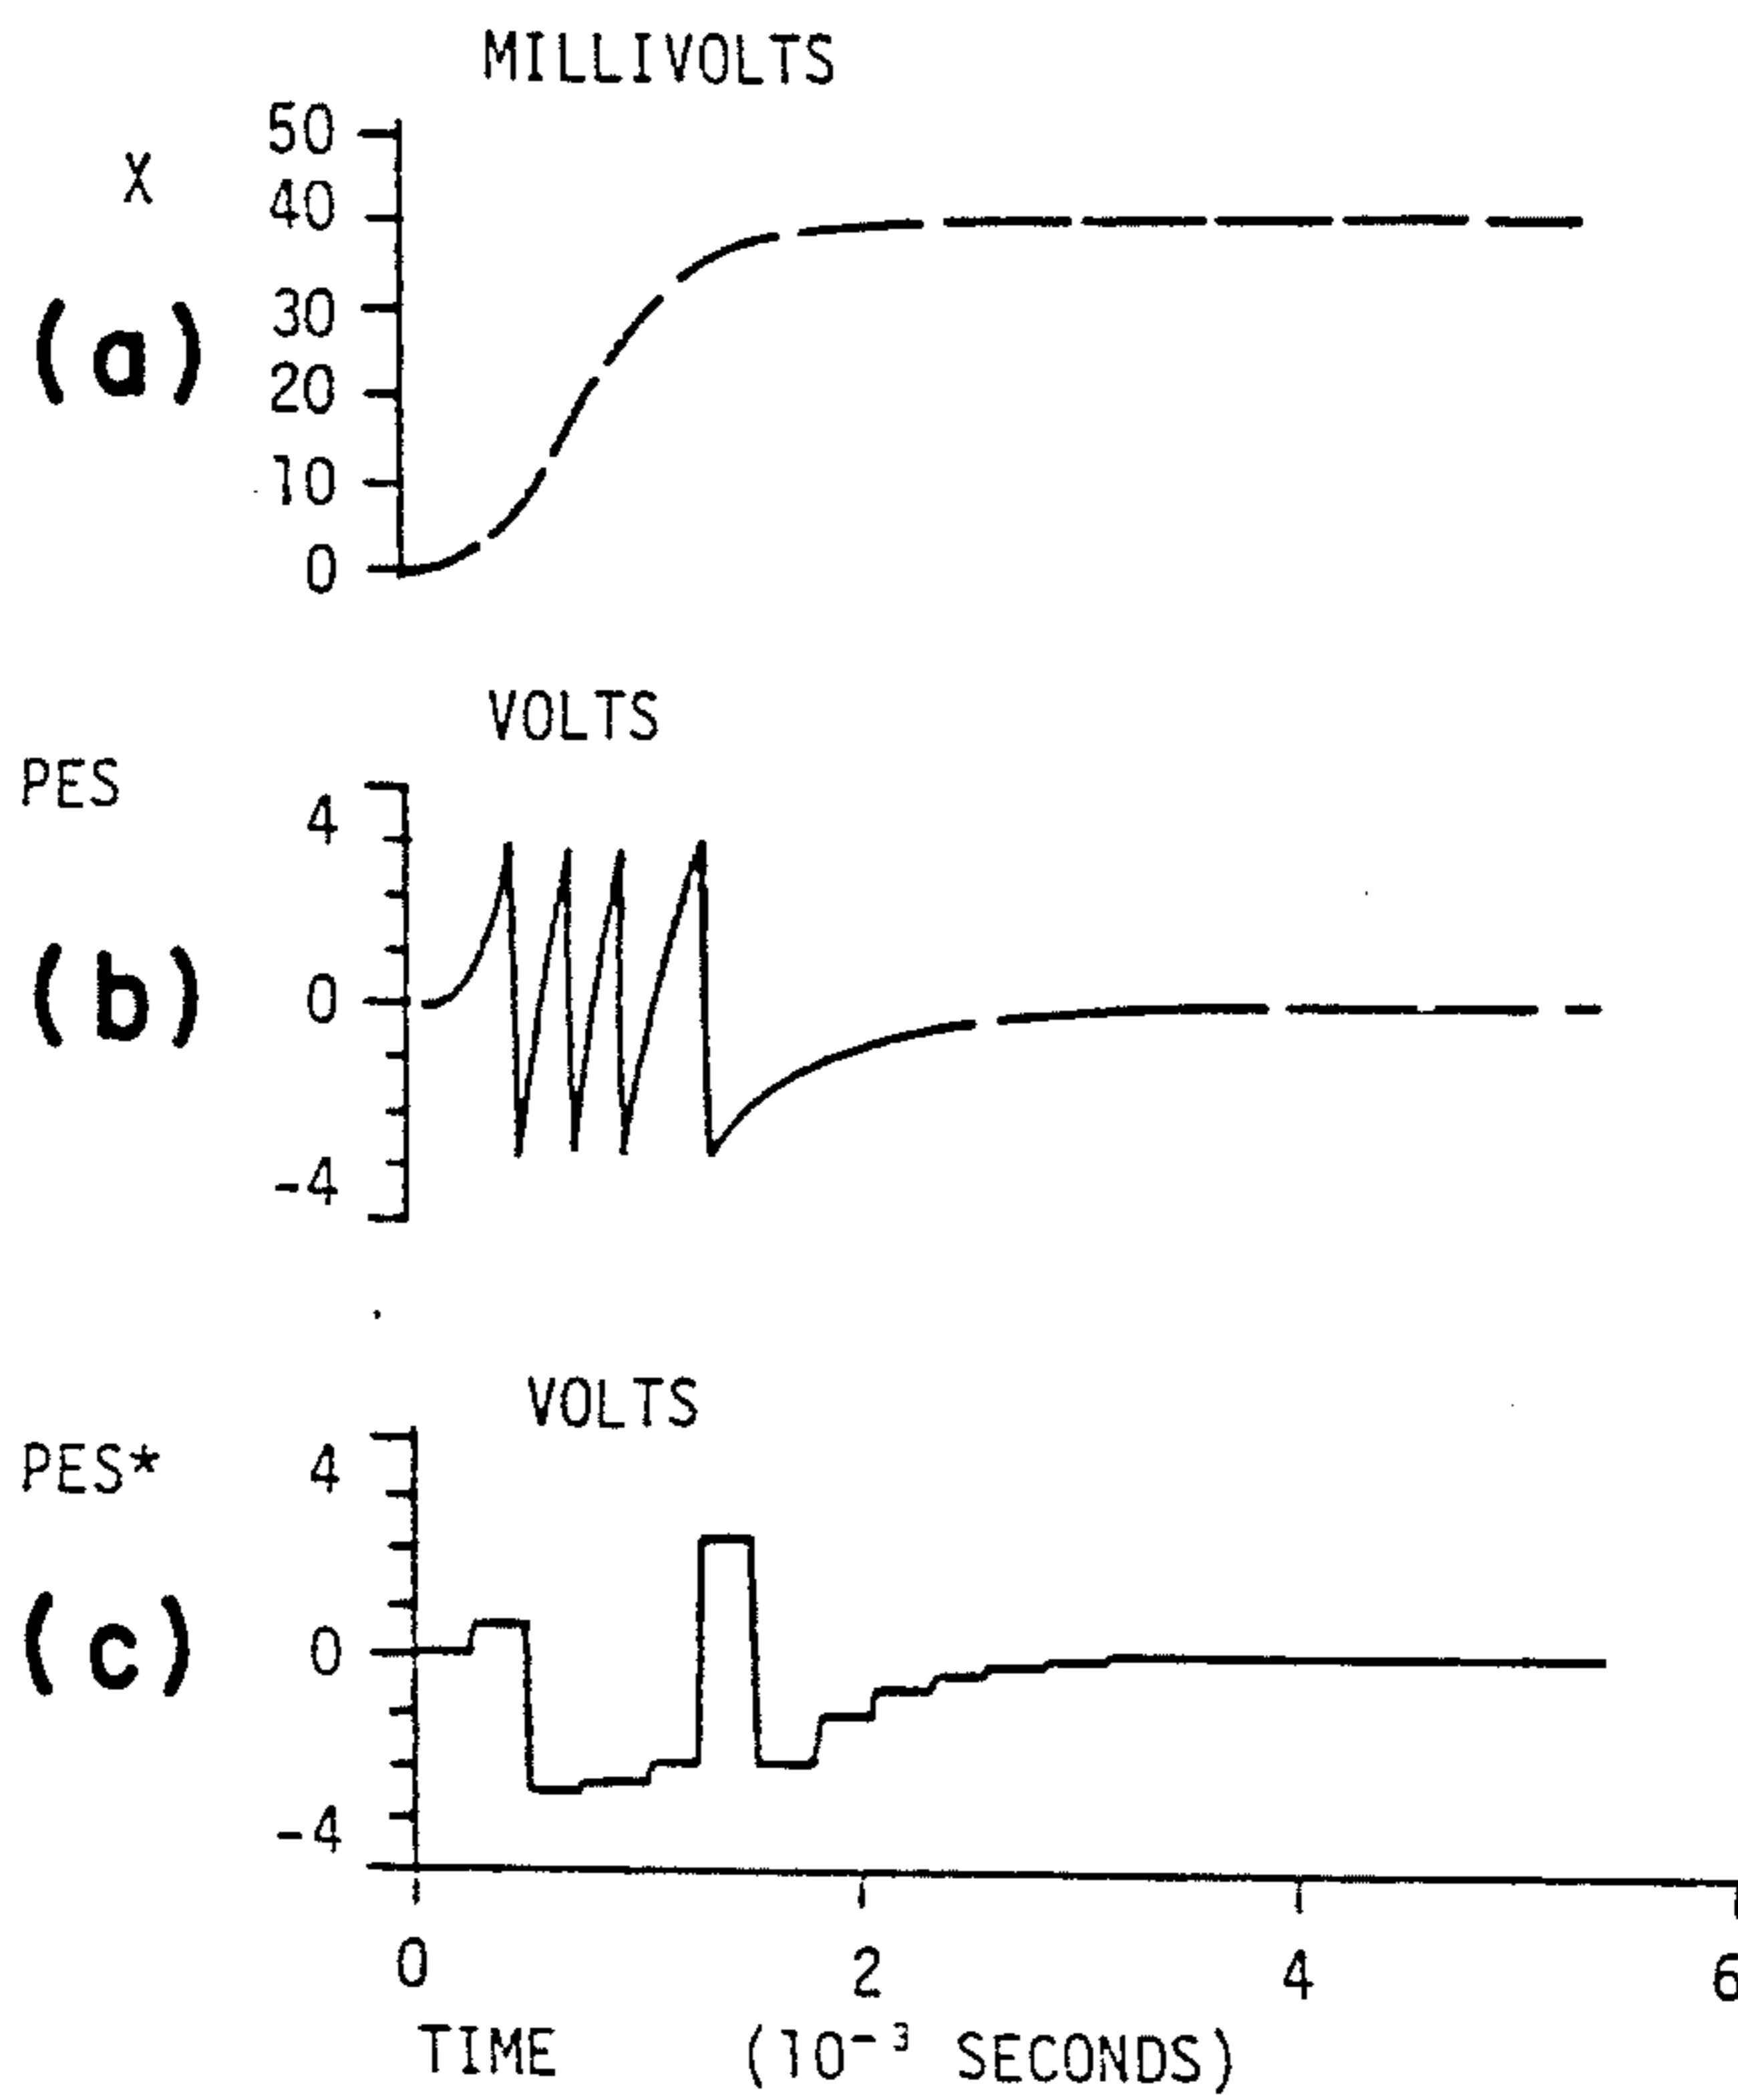 MILLIVOLTS
X
50
40
30
20
10
0
(a)
VOLTS
PES
4
0
-4
(b)
VOLTS
PES*
4
0
-4
(c)
0 2 4 6
TIME (10⁻³ SECONDS)